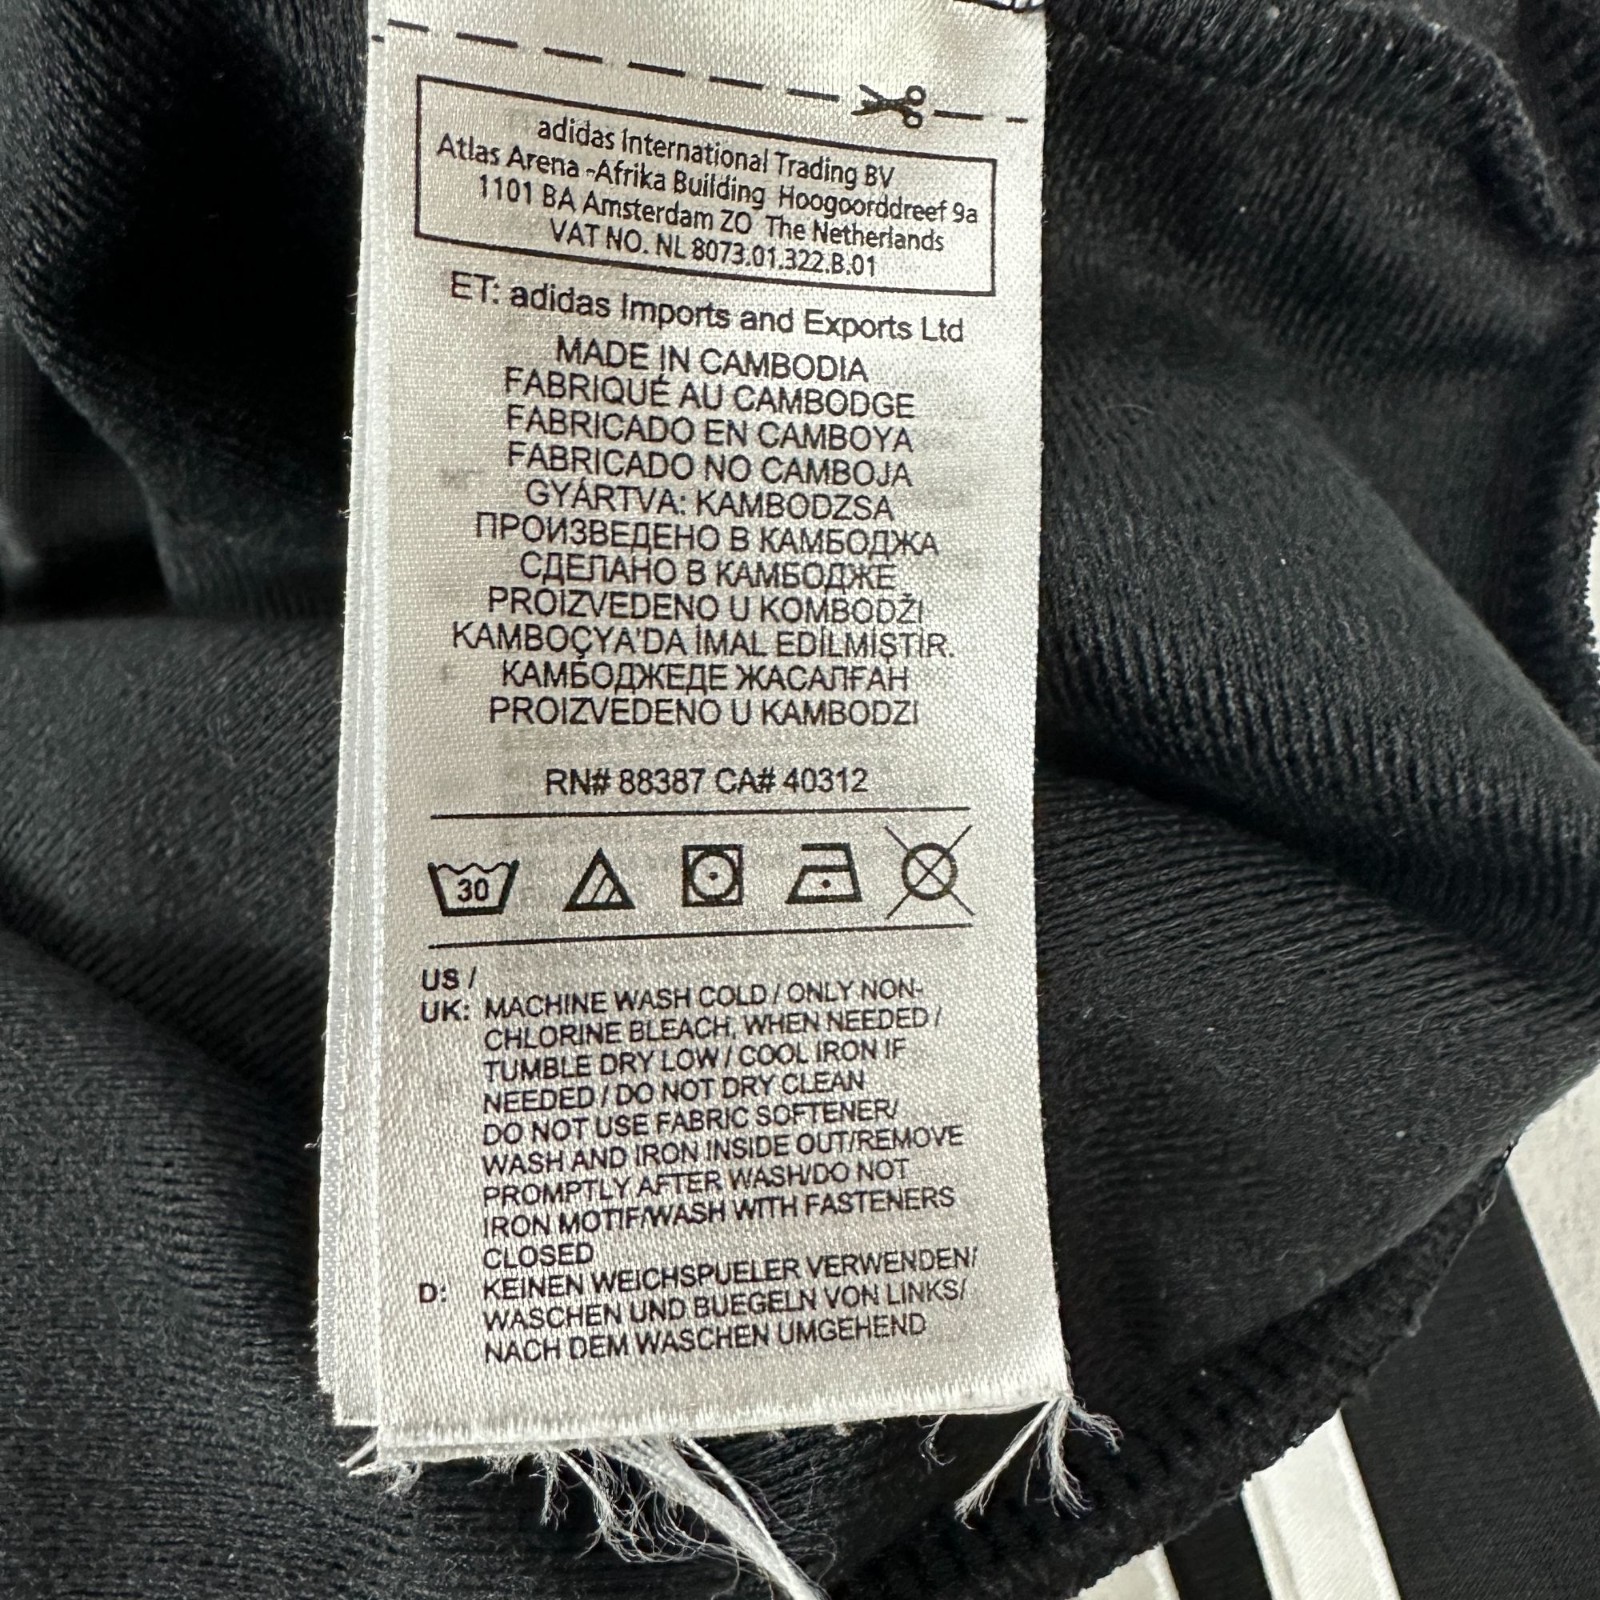 adidas International Trading BV
Atlas Arena -Afrika Building Hoogoorddreef 9a
1101 BA Amsterdam ZO The Netherlands
VAT NO. NL 8073.01.322.B.01
ET: adidas Imports and Exports Ltd
MADE IN CAMBODIA
FABRIQUÉ AU CAMBODGE
FABRICADO EN CAMBOYA
FABRICADO NO CAMBOJA
GYÁRTVA: KAMBODZSA
ПРОИЗВЕДЕНО В КАМБОДЖА
СДЕЛАНО В КАМБОДЖЕ
PROIZVEDENO U KOMBODŽI
KAMBOÇYA'DA İMAL EDİLMİŞTİR.
КАМБОДЖЕДЕ ЖАСАЛҒАН
PROIZVEDENO U KAMBODZI
RN# 88387 CA# 40312
30
US /
UK: MACHINE WASH COLD / ONLY NON-
CHLORINE BLEACH, WHEN NEEDED /
TUMBLE DRY LOW / COOL IRON IF
NEEDED / DO NOT DRY CLEAN
DO NOT USE FABRIC SOFTENER/
WASH AND IRON INSIDE OUT/REMOVE
PROMPTLY AFTER WASH/DO NOT
IRON MOTIF/WASH WITH FASTENERS
CLOSED
D: KEINEN WEICHSPUELER VERWENDEN/
WASCHEN UND BUEGELN VON LINKS/
NACH DEM WASCHEN UMGEHEND